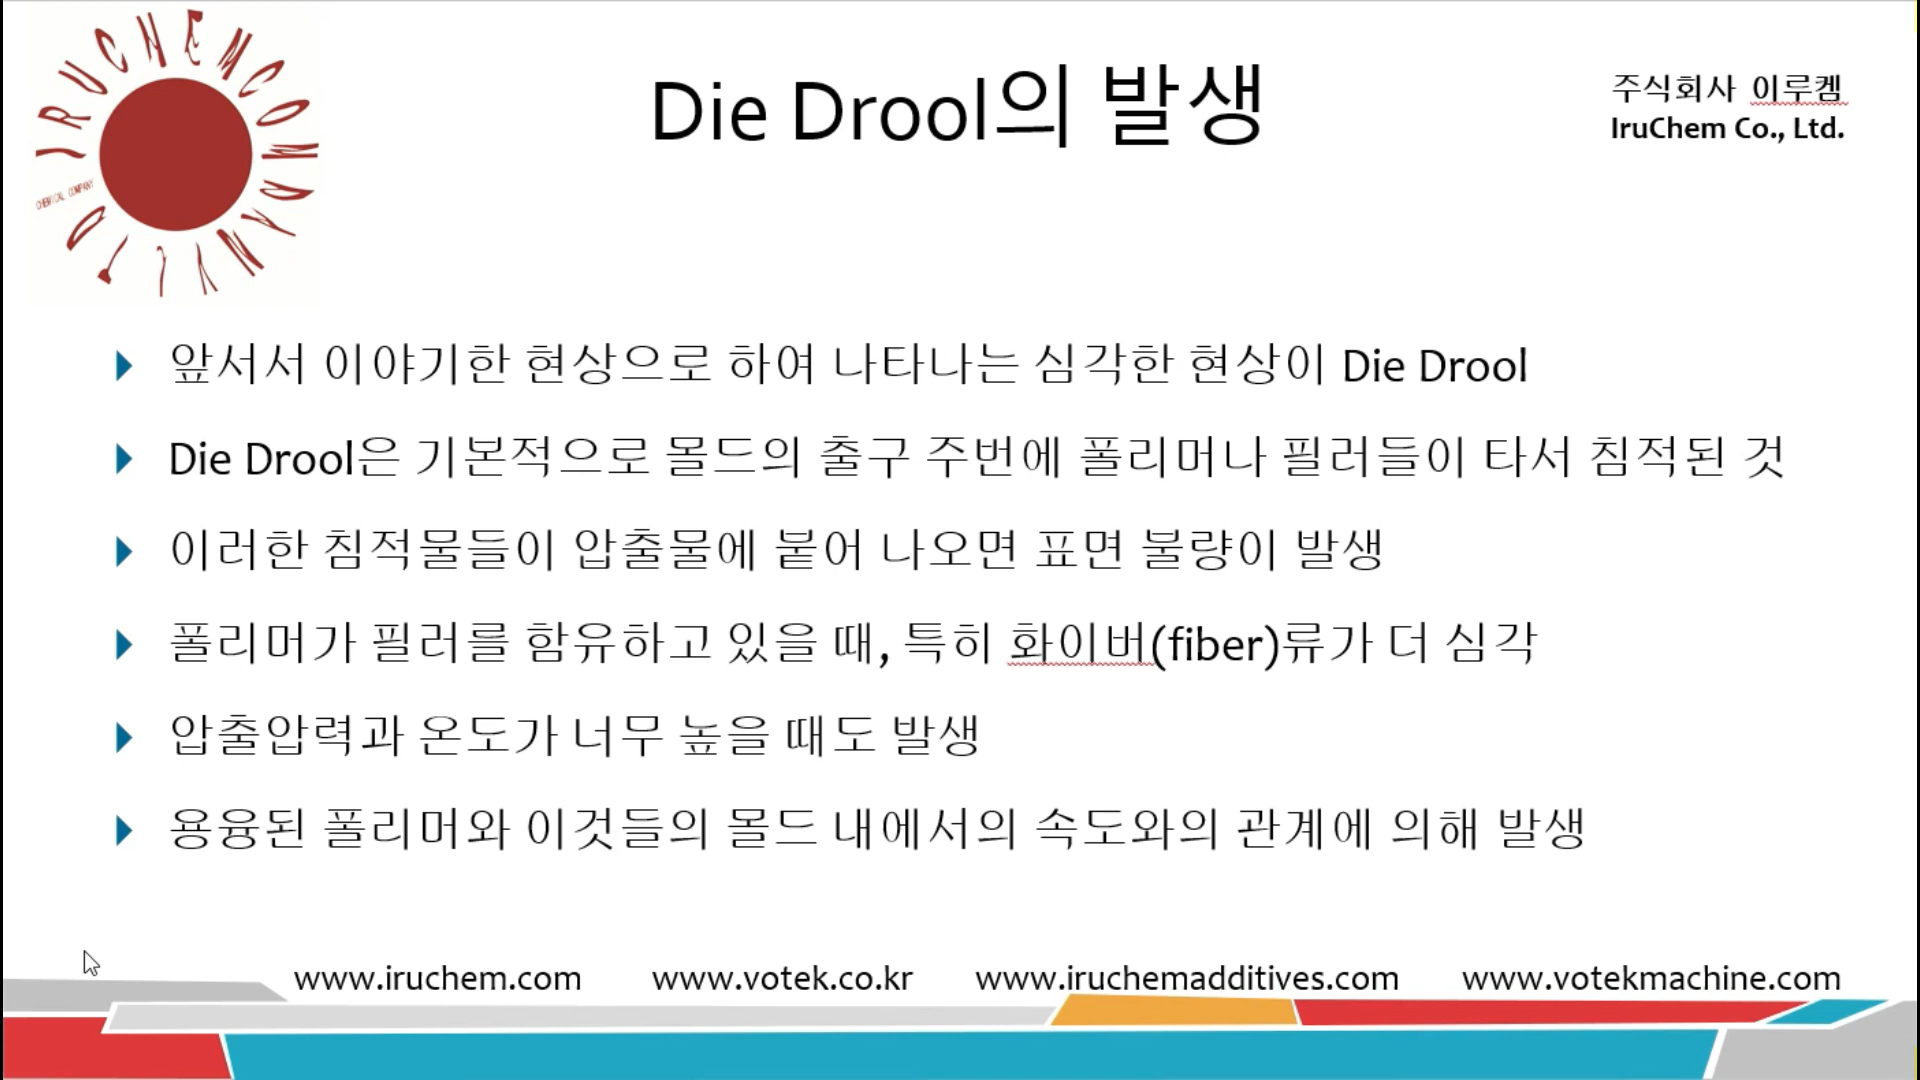 IRUCHEM COMPANY LTD
CHEMICAL COMPANY
Die Drool의 발생
주식회사 이루켐
IruChem Co., Ltd.
앞서서 이야기한 현상으로 하여 나타나는 심각한 현상이 Die Drool
Die Drool은 기본적으로 몰드의 출구 주변에 폴리머나 필러들이 타서 침적된 것
이러한 침적물들이 압출물에 붙어 나오면 표면 불량이 발생
폴리머가 필러를 함유하고 있을 때, 특히 화이버(fiber)류가 더 심각
압출압력과 온도가 너무 높을 때도 발생
용융된 폴리머와 이것들의 몰드 내에서의 속도와의 관계에 의해 발생
www.iruchem.com www.votek.co.kr www.iruchemadditives.com www.votekmachine.com